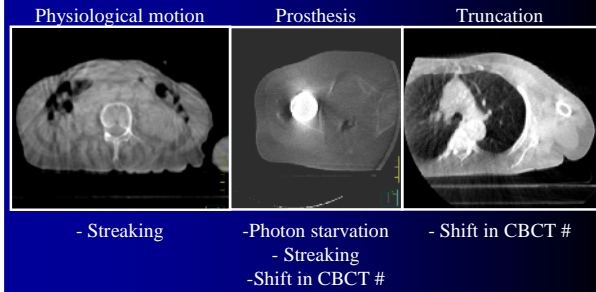 Physiological motion
Prosthesis
Truncation
- Streaking
-Photon starvation
- Streaking
-Shift in CBCT #
- Shift in CBCT #